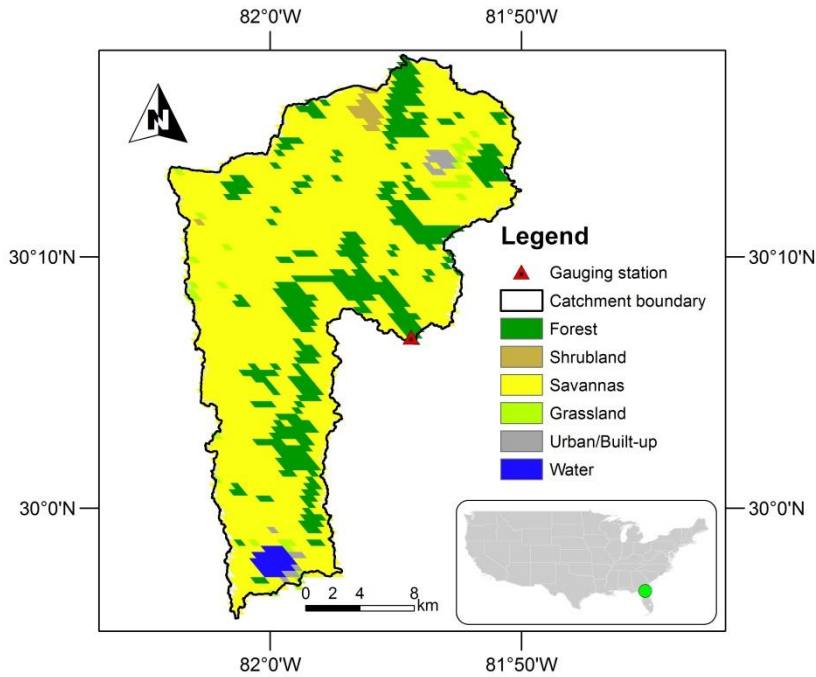 82°0'W 81°50'W
N
30°10'N 30°10'N
Legend
Gauging station
Catchment boundary
Forest
Shrubland
Savannas
Grassland
Urban/Built-up
Water
30°0'N 30°0'N
0 2 4 8
km
82°0'W 81°50'W